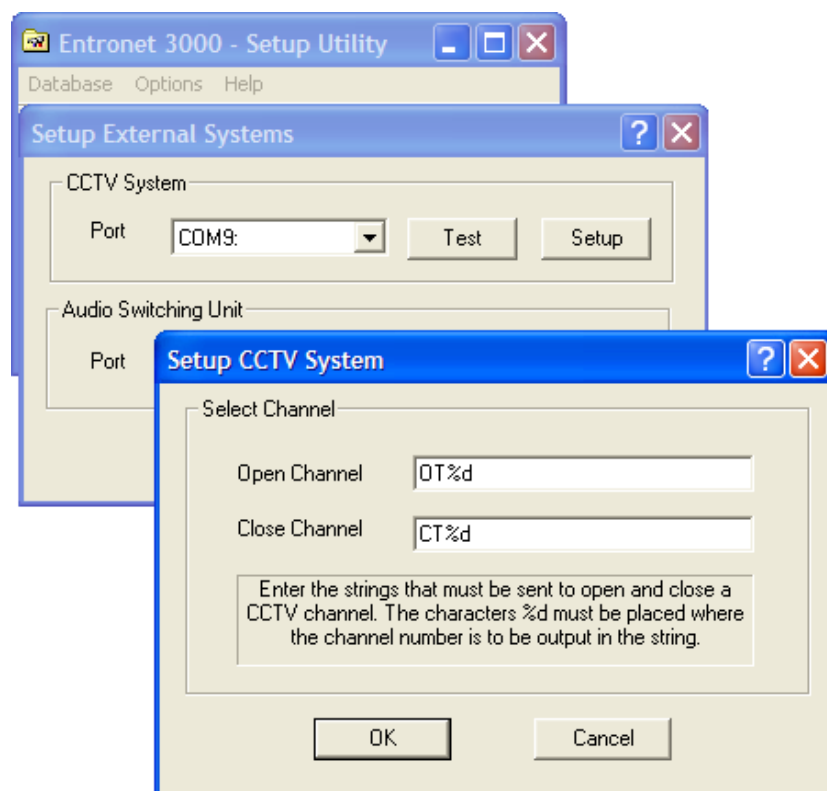 Entronet 3000 - Setup Utility
Database Options Help
Setup External Systems
CCTV System
Port COM9: Test Setup
Audio Switching Unit
Port
Setup CCTV System
Select Channel
Open Channel OT%d
Close Channel CT%d
Enter the strings that must be sent to open and close a
CCTV channel. The characters %d must be placed where
the channel number is to be output in the string.
OK Cancel